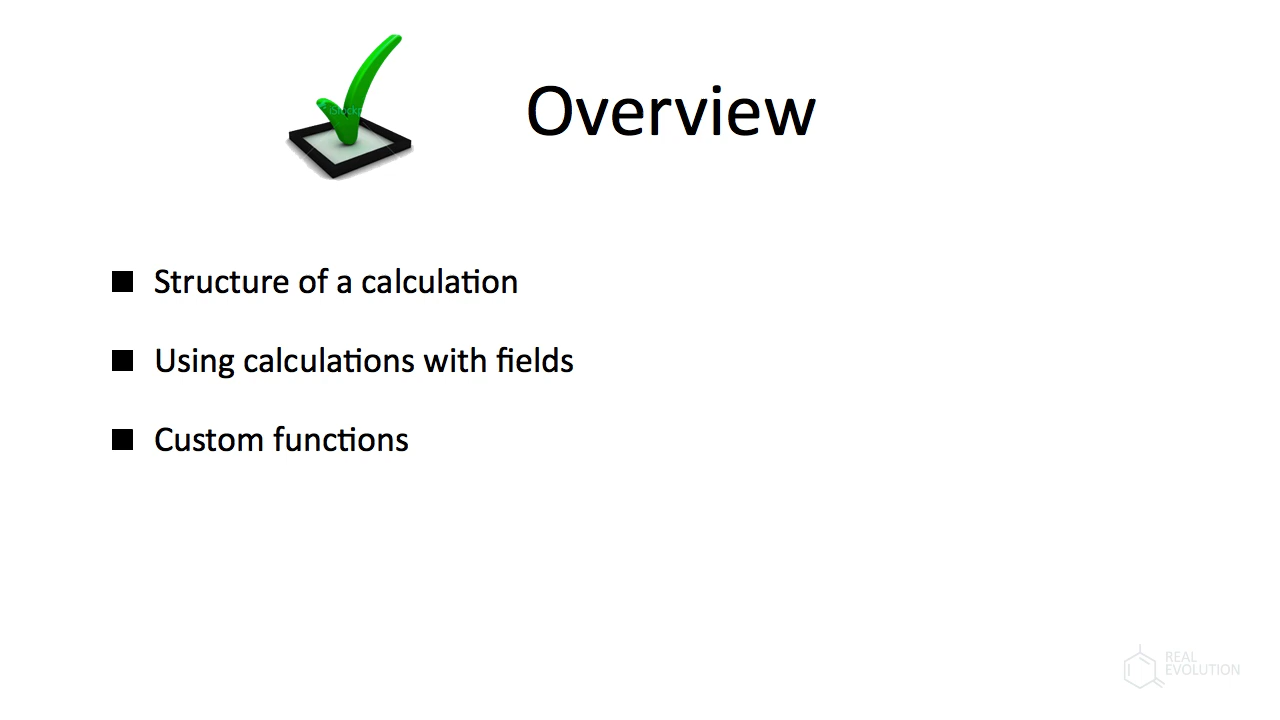 Overview
Structure of a calculation
Using calculations with fields
Custom functions
REAL
EVOLUTION